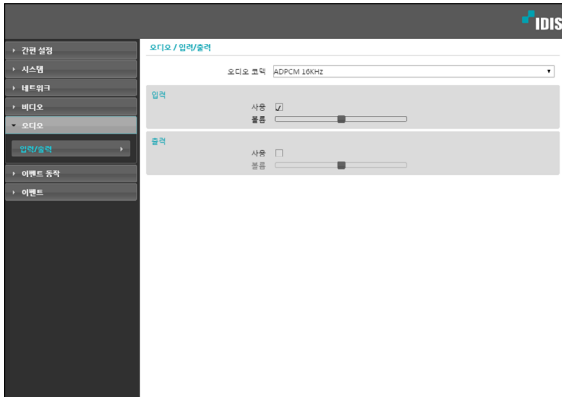 IDIS
간편 설정
시스템
네트워크
비디오
오디오
입력/출력
이벤트 동작
이벤트
오디오 / 입력/출력
오디오 코덱 ADPCM 16KHz
입력
사용
볼륨
출력
사용
볼륨